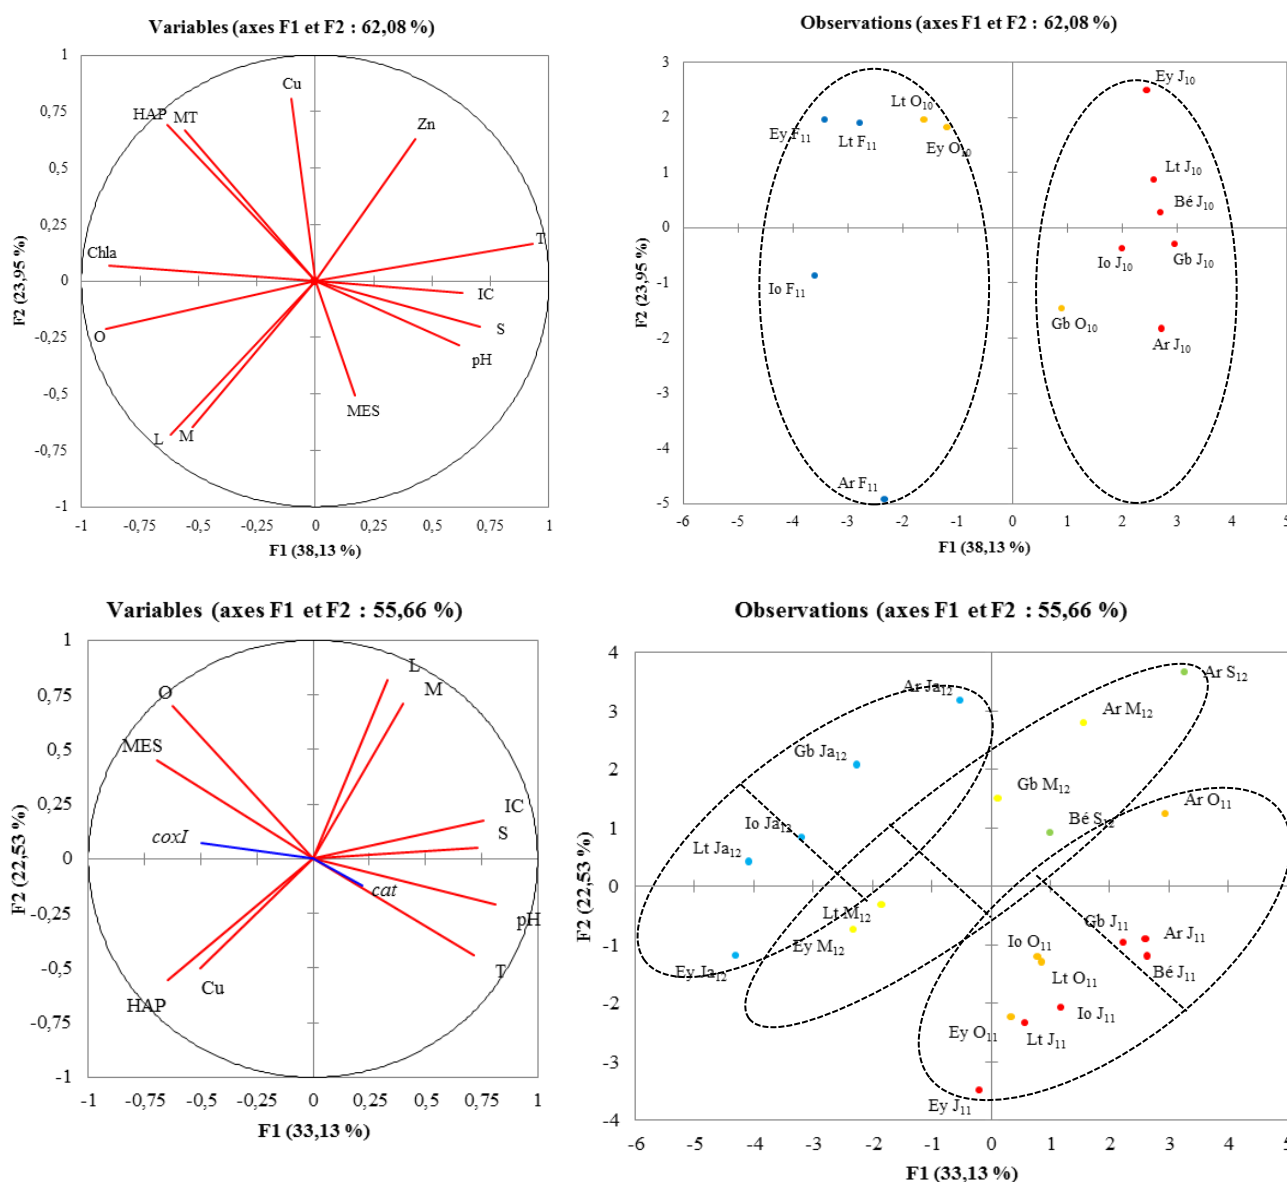 Variables (axes F1 et F2 : 62,08 %)
1
0,75
0,5
0,25
0
-0,25
-0,5
-0,75
-1
-1
-0,75
-0,5
-0,25
0
0,25
0,5
0,75
1
F2 (23,95 %)
F1 (38,13 %)
Cu
HAP
MT
Zn
Chla
T
IC
O
S
pH
MES
L
M
Observations (axes F1 et F2 : 62,08 %)
3
2
1
0
-1
-2
-3
-4
-5
-6
-5
-4
-3
-2
-1
0
1
2
3
4
5
F2 (23,95 %)
F1 (38,13 %)
Ey J10
Lt O10
Ey F11
Lt F11
Ey O10
Lt J10
Bé J10
Io J10
Gb J10
Io F11
Gb O10
Ar J10
Ar F11
Variables (axes F1 et F2 : 55,66 %)
1
0,75
0,5
0,25
0
-0,25
-0,5
-0,75
-1
-1
-0,75
-0,5
-0,25
0
0,25
0,5
0,75
1
F2 (22,53 %)
F1 (33,13 %)
L
O
M
MES
IC
S
coxI
cat
pH
T
Cu
HAP
Observations (axes F1 et F2 : 55,66 %)
4
3
2
1
0
-1
-2
-3
-4
-6
-5
-4
-3
-2
-1
0
1
2
3
4
5
F2 (22,53 %)
F1 (33,13 %)
Ar S12
Ar Ja12
Ar M12
Gb Ja12
Gb M12
Ar O11
Io Ja12
Bé S12
Lt Ja12
Lt M12
Ey M12
Gb J11
Ar J11
Io O11
Bé J11
Ey Ja12
Lt O11
Io J11
Ey O11
Lt J11
Ey J11